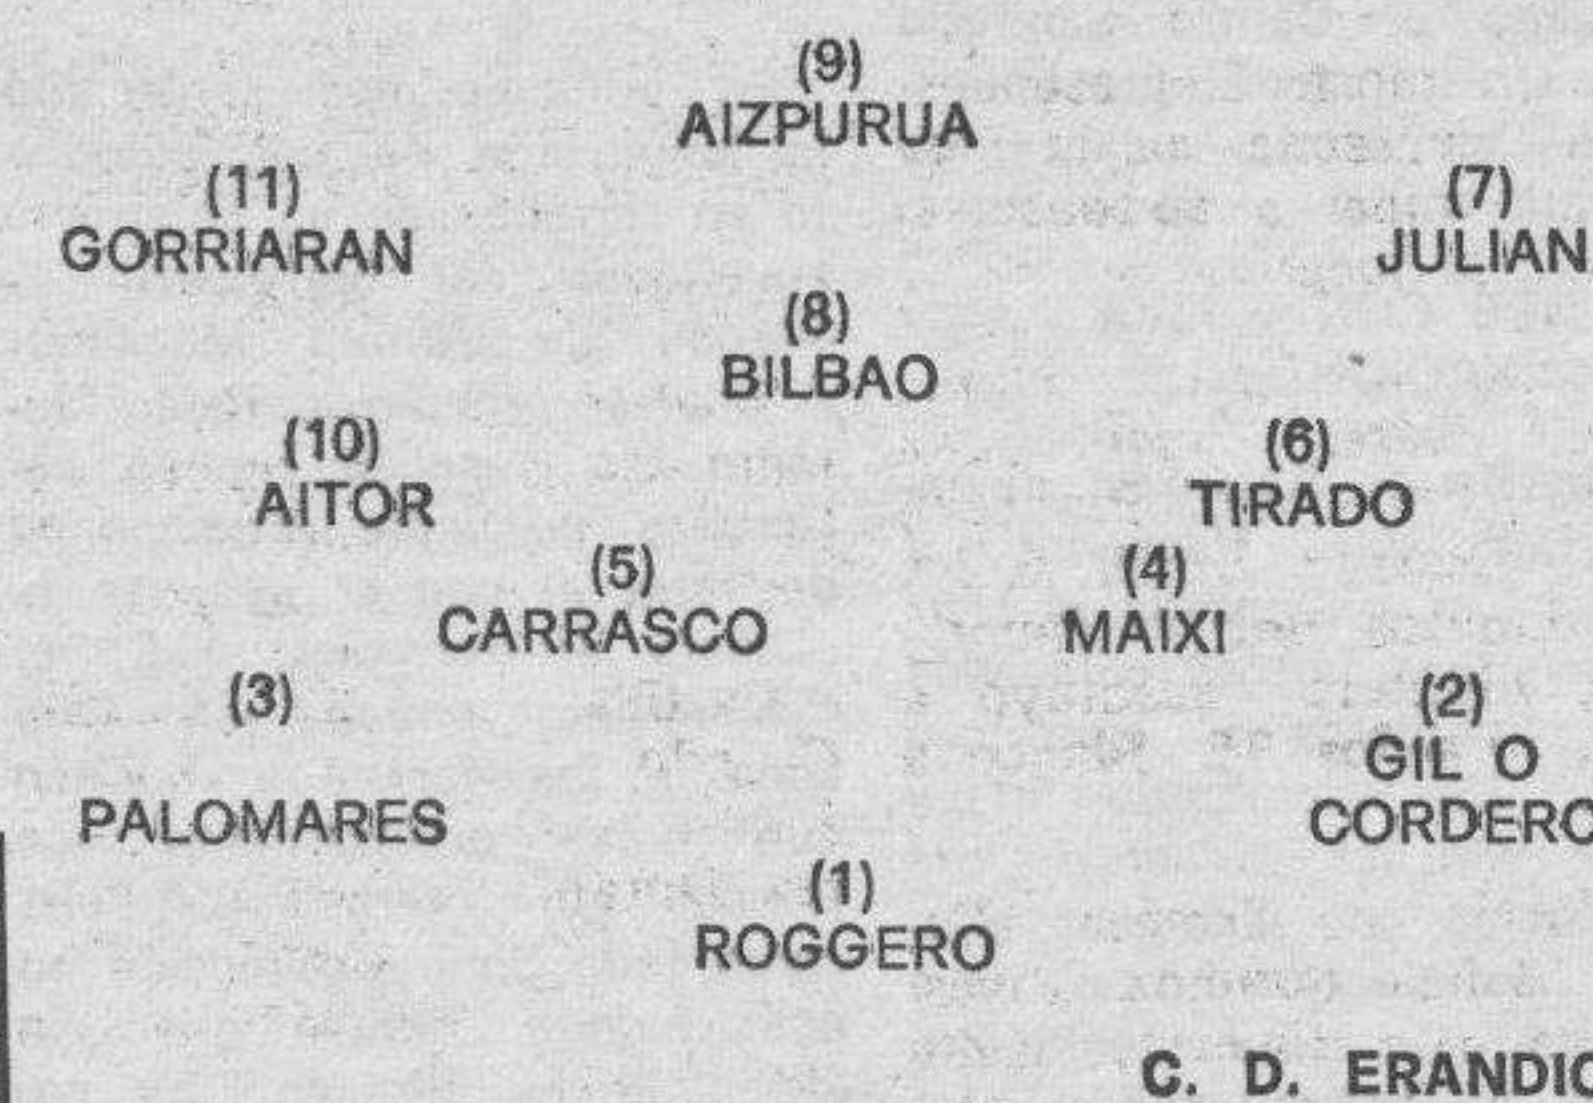 (9)
AIZPURUA
(11) (7)
GORRIARAN JULIAN
(8)
BILBAO
(10) (6)
AITOR TIRADO
(5) (4)
CARRASCO MAIXI
(3) (2)
GIL O
PALOMARES CORDERO
(1)
ROGGERO
C. D. ERANDIO